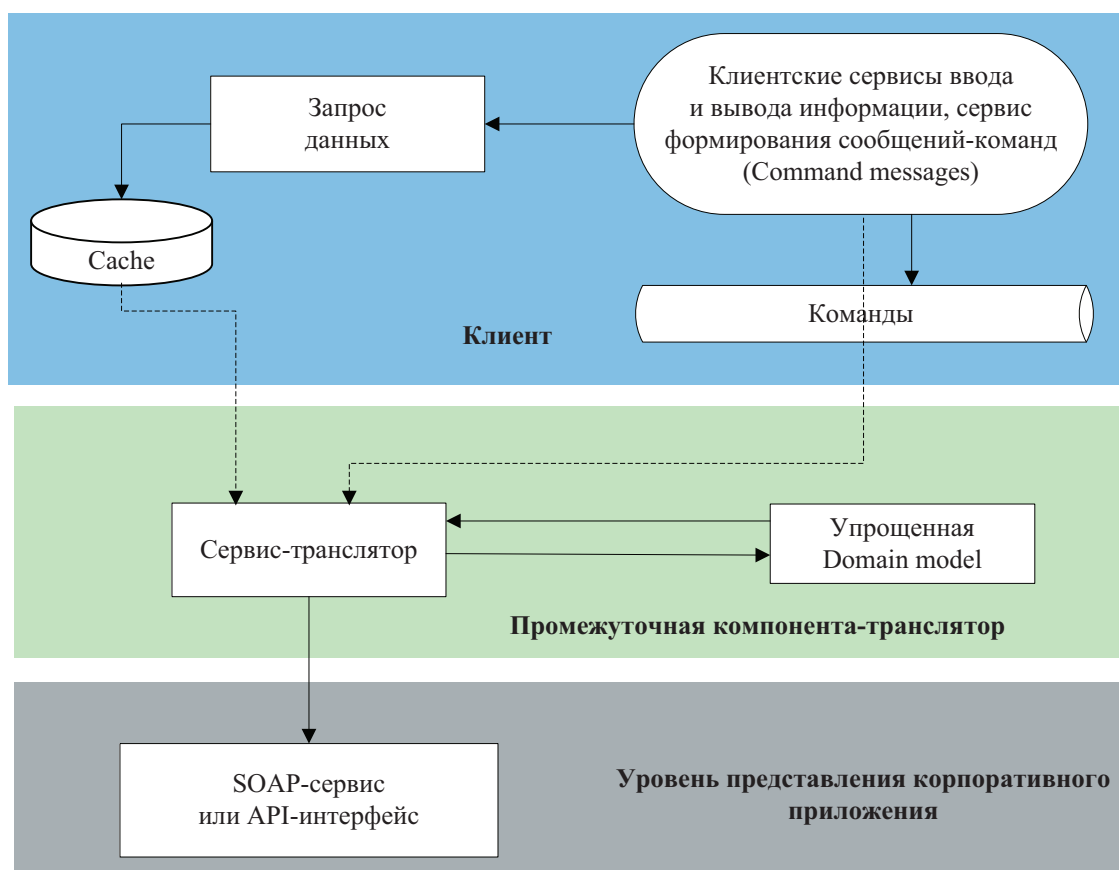 Клиентские сервисы ввода
и вывода информации, сервис
формирования сообщений-команд
(Command messages)
Запрос
данных
Cache
Команды
Клиент
Сервис-транслятор
Упрощенная
Domain model
Промежуточная компонента-транслятор
SOAP-сервис
или API-интерфейс
Уровень представления корпоративного
приложения